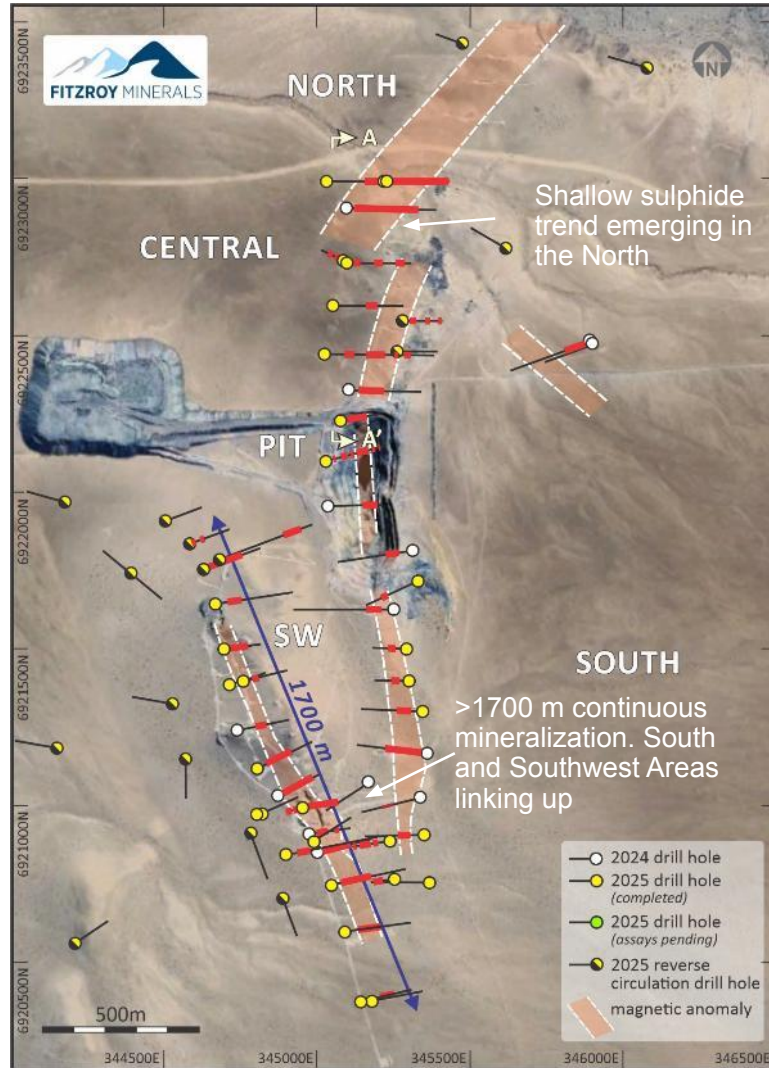 FITZROY MINERALS
N
NORTH
A
Shallow sulphide
trend emerging in
the North
CENTRAL
PIT
A'
SW
1700 m
SOUTH
>1700 m continuous
mineralization. South
and Southwest Areas
linking up
2024 drill hole
2025 drill hole
(completed)
2025 drill hole
(assays pending)
2025 reverse
circulation drill hole
magnetic anomaly
500m
6923500N
6923000N
6922500N
6922000N
6921500N
6921000N
6920500N
344500E
345000E
345500E
346000E
346500E